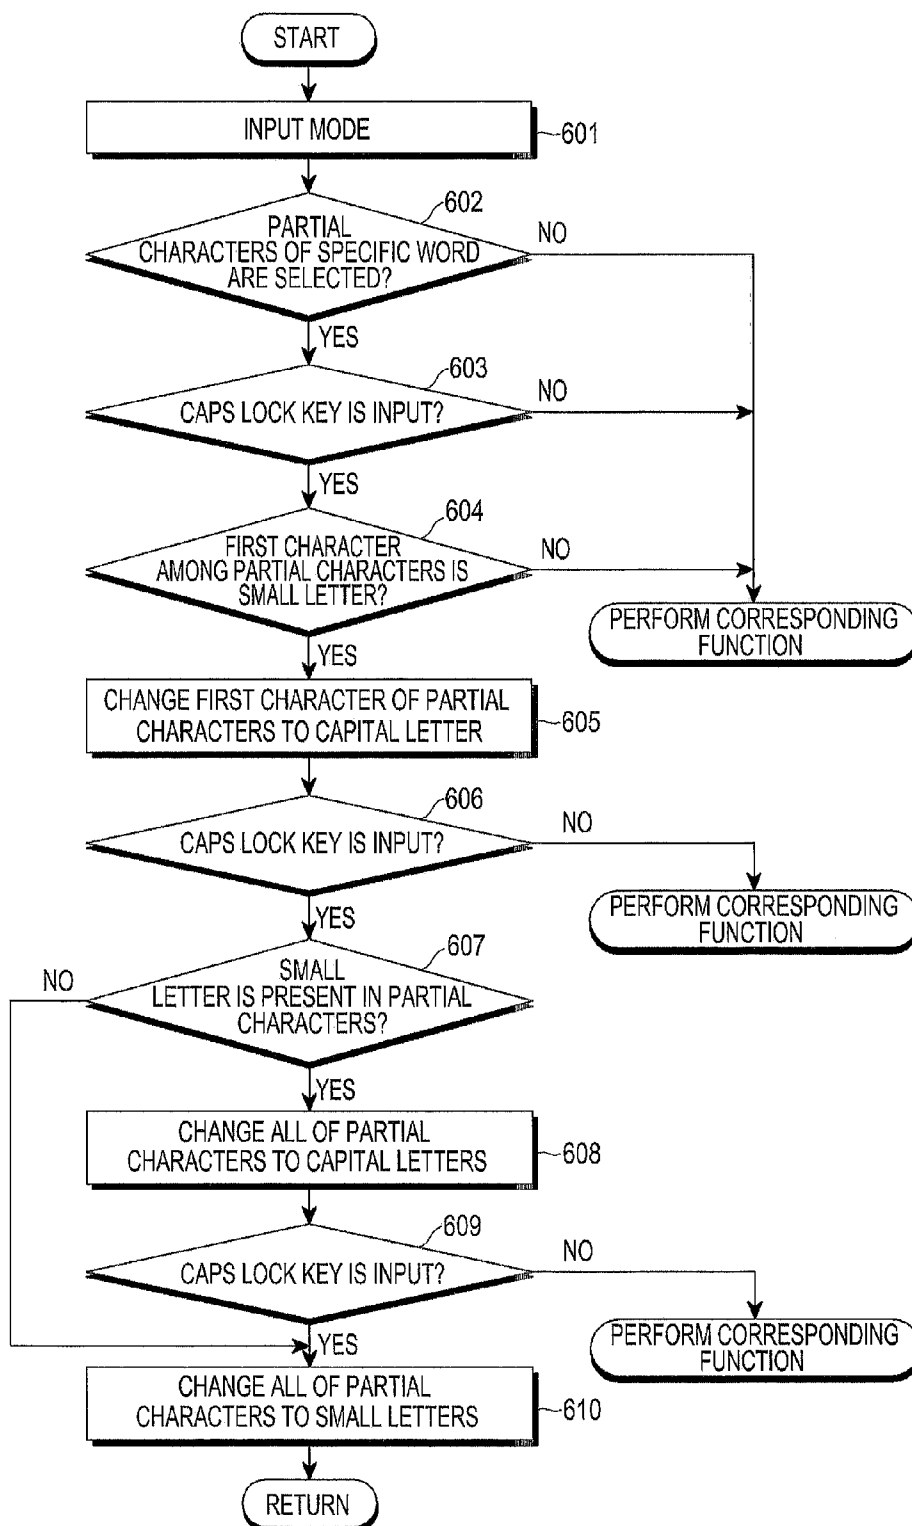 START
INPUT MODE
601
602
PARTIAL
CHARACTERS OF SPECIFIC WORD
ARE SELECTED?
NO
YES
603
CAPS LOCK KEY IS INPUT?
NO
YES
604
FIRST CHARACTER
AMONG PARTIAL CHARACTERS IS
SMALL LETTER?
NO
PERFORM CORRESPONDING
FUNCTION
YES
CHANGE FIRST CHARACTER OF PARTIAL
CHARACTERS TO CAPITAL LETTER
605
606
CAPS LOCK KEY IS INPUT?
NO
PERFORM CORRESPONDING
FUNCTION
YES
607
SMALL
LETTER IS PRESENT IN PARTIAL
CHARACTERS?
NO
YES
CHANGE ALL OF PARTIAL
CHARACTERS TO CAPITAL LETTERS
608
609
CAPS LOCK KEY IS INPUT?
NO
PERFORM CORRESPONDING
FUNCTION
YES
CHANGE ALL OF PARTIAL
CHARACTERS TO SMALL LETTERS
610
RETURN